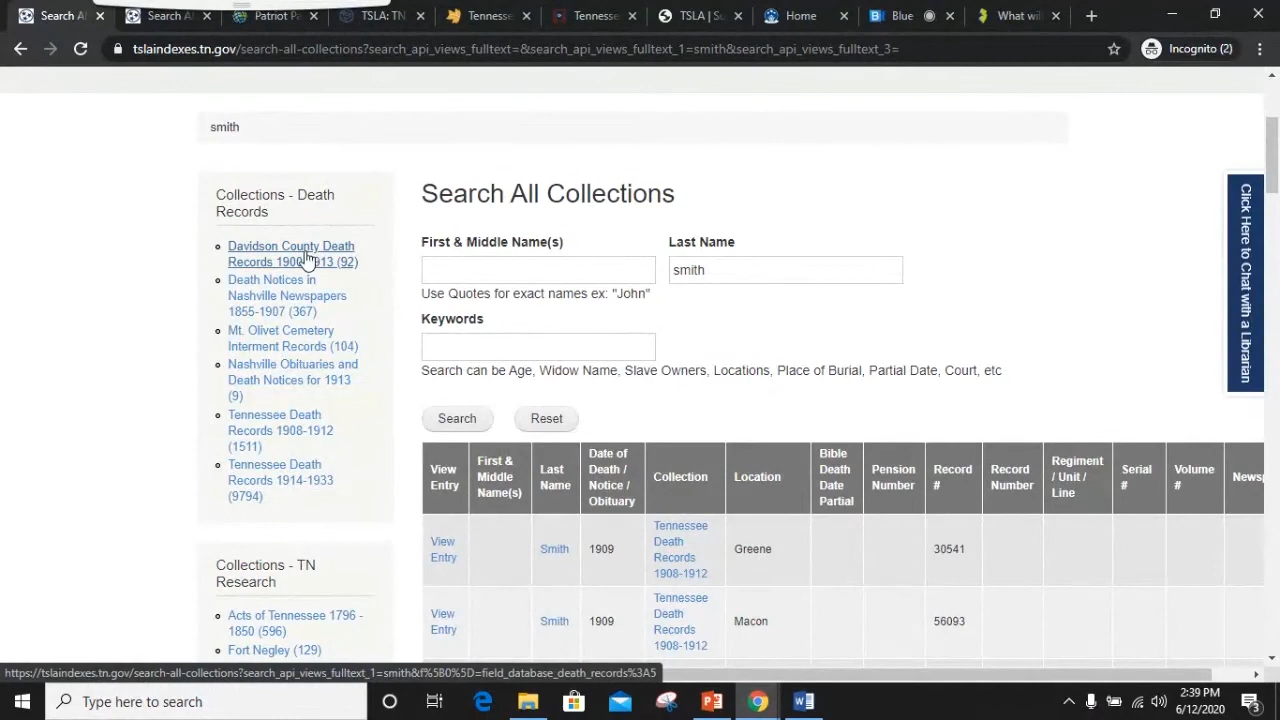 Search A
Search A
Patriot Pa
TSLA: TN
Tennesse
Tennesse
TSLA | Su
Home
Blue
What wil
tslaindexes.tn.gov/search-all-collections?search_api_views_fulltext=&search_api_views_fulltext_1=smith&search_api_views_fulltext_3=
Incognito (2)
smith
Collections - Death
Records
Davidson County Death
Records 1900-1913 (92)
Death Notices in
Nashville Newspapers
1855-1907 (367)
Mt. Olivet Cemetery
Interment Records (104)
Nashville Obituaries and
Death Notices for 1913
(9)
Tennessee Death
Records 1908-1912
(1511)
Tennessee Death
Records 1914-1933
(9794)
Collections - TN
Research
Acts of Tennessee 1796 -
1850 (596)
Fort Negley (129)
Search All Collections
First & Middle Name(s)
Last Name
smith
Use Quotes for exact names ex: "John"
Keywords
Search can be Age, Widow Name, Slave Owners, Locations, Place of Burial, Partial Date, Court, etc
Search
Reset
View
Entry
First &
Middle
Name(s)
Last
Name
Date of
Death /
Notice /
Obituary
Collection
Location
Bible
Death
Date
Partial
Pension
Number
Record
#
Record
Number
Regiment
/ Unit /
Line
Serial
#
Volume
#
Newsp
View
Entry
Smith
1909
Tennessee
Death
Records
1908-1912
Greene
30541
View
Entry
Smith
1909
Tennessee
Death
Records
1908-1912
Macon
56093
Click Here to Chat with a Librarian
https://tslaindexes.tn.gov/search-all-collections?search_api_views_fulltext_1=smith&f%5B0%5D=field_database_death_records%3A5
Type here to search
2:39 PM
6/12/2020
3